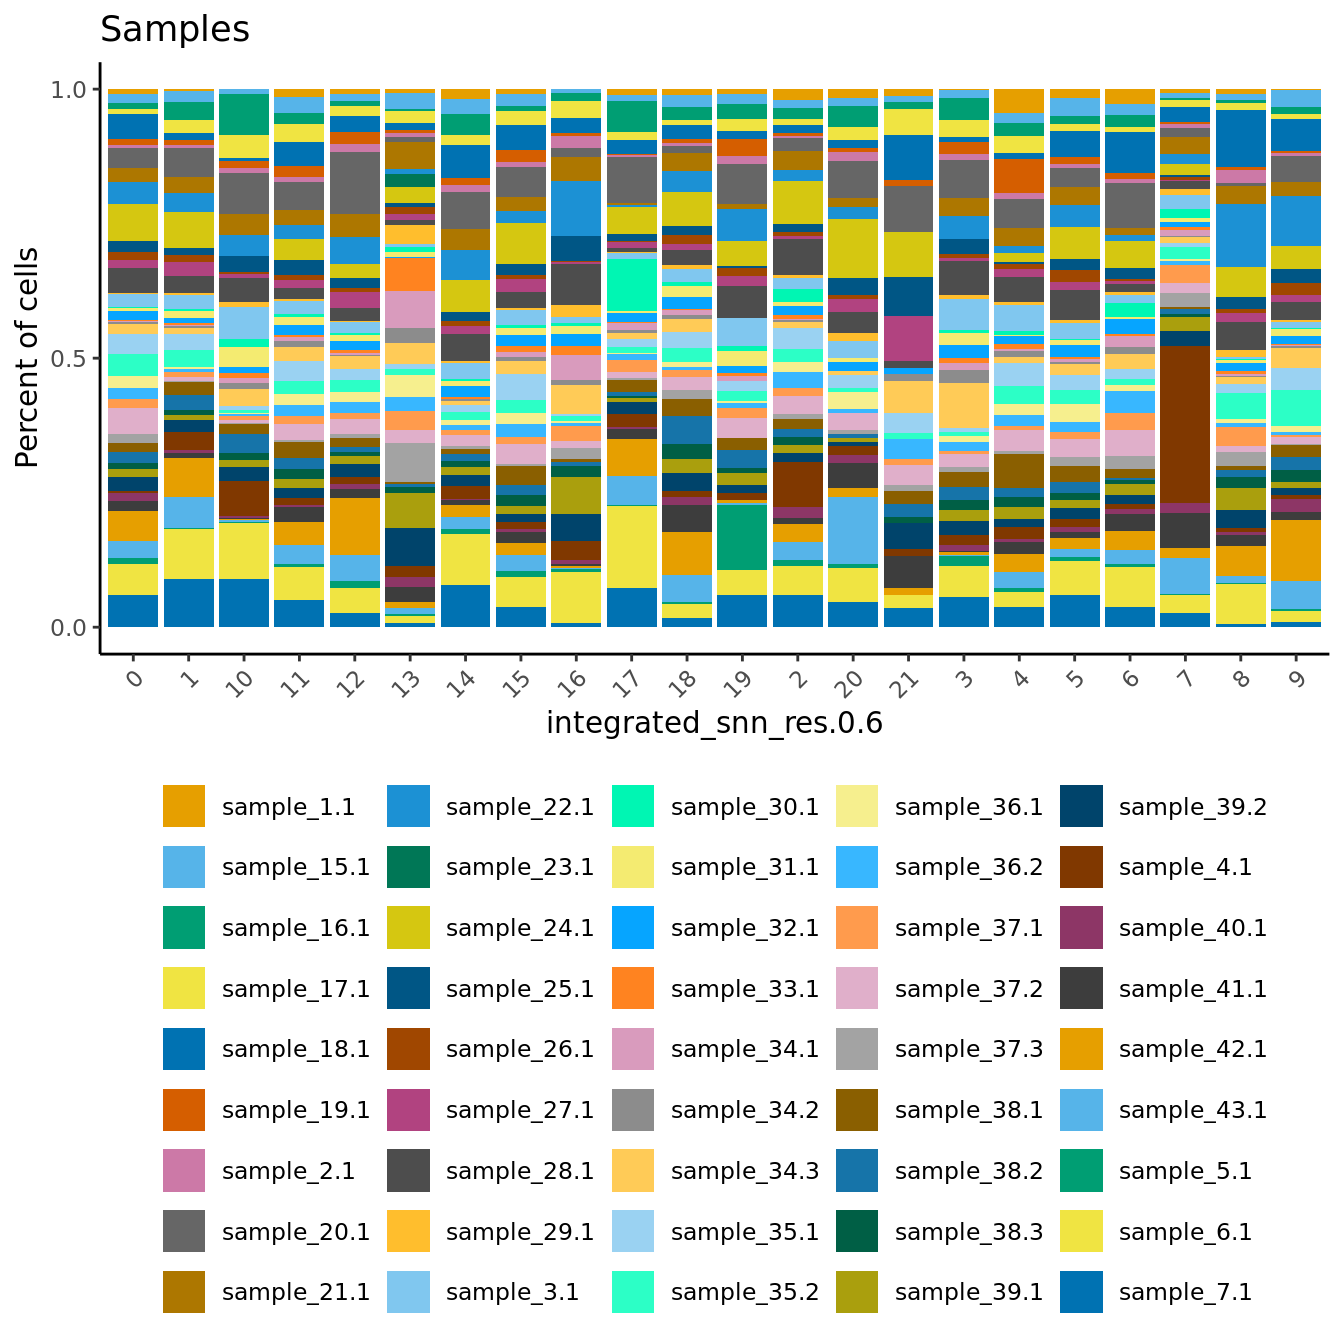 Samples
Percent of cells
1.0
0.5
0.0
0 1 10 11 12 13 14 15 16 17 18 19 2 20 21 3 4 5 6 7 8 9
integrated_snn_res.0.6
sample_1.1 sample_22.1 sample_30.1 sample_36.1 sample_39.2
sample_15.1 sample_23.1 sample_31.1 sample_36.2 sample_4.1
sample_16.1 sample_24.1 sample_32.1 sample_37.1 sample_40.1
sample_17.1 sample_25.1 sample_33.1 sample_37.2 sample_41.1
sample_18.1 sample_26.1 sample_34.1 sample_37.3 sample_42.1
sample_19.1 sample_27.1 sample_34.2 sample_38.1 sample_43.1
sample_2.1 sample_28.1 sample_34.3 sample_38.2 sample_5.1
sample_20.1 sample_29.1 sample_35.1 sample_38.3 sample_6.1
sample_21.1 sample_3.1 sample_35.2 sample_39.1 sample_7.1